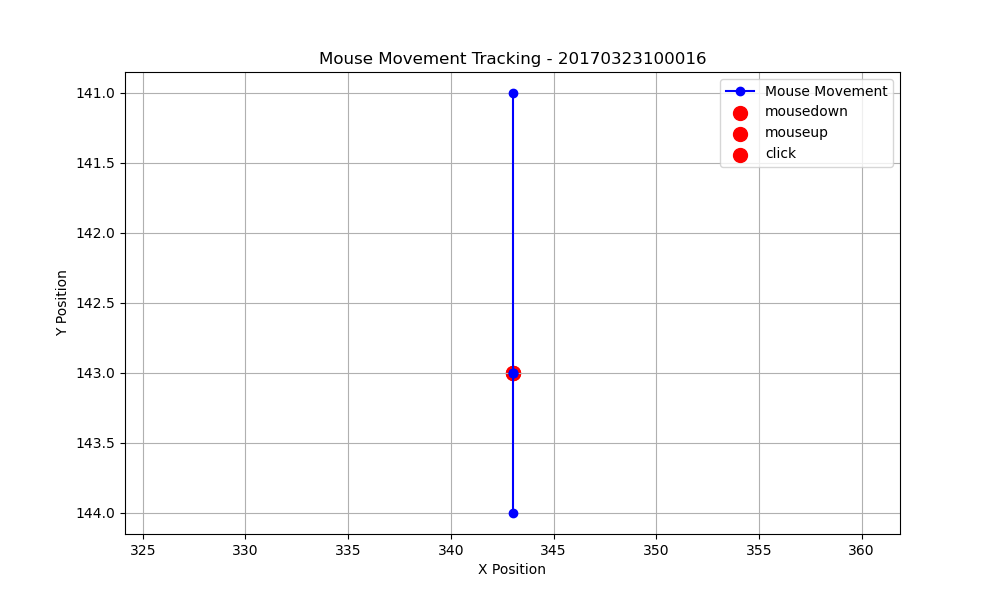 Mouse Movement Tracking - 20170323100016
Mouse Movement
mousedown
mouseup
click
Y Position
141.0
141.5
142.0
142.5
143.0
143.5
144.0
325 330 335 340 345 350 355 360
X Position